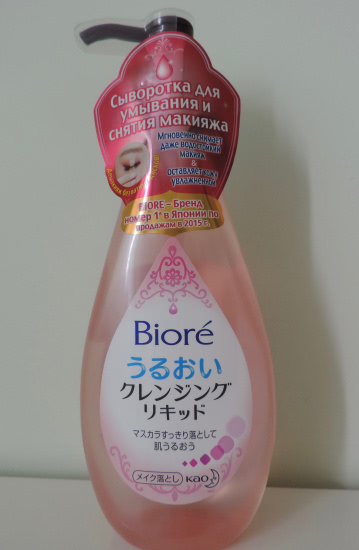 Сыворотка для
умывания и
снятия макияжа
Мгновенно снимает
даже водостойкий
макияж
&
оставляет кожу
увлажненной
BIORE – Бренд
номер 1* в Японии по
продажам в 2015 г.
Bioré
うるおい
クレンジング
リキッド
マスカラすっきり落として
肌うるおう
メイク落とし
Kao